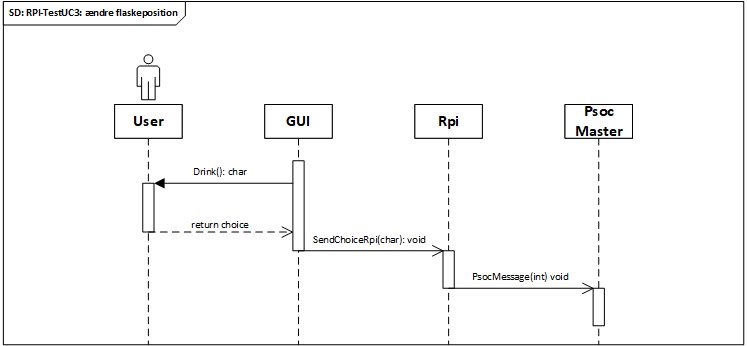 SD: RPI-TestUC3: ændre flaskeposition
User
GUI
Rpi
Psoc
Master
Drink(): char
return choice
SendChoiceRpi(char): void
PsocMessage(int) void